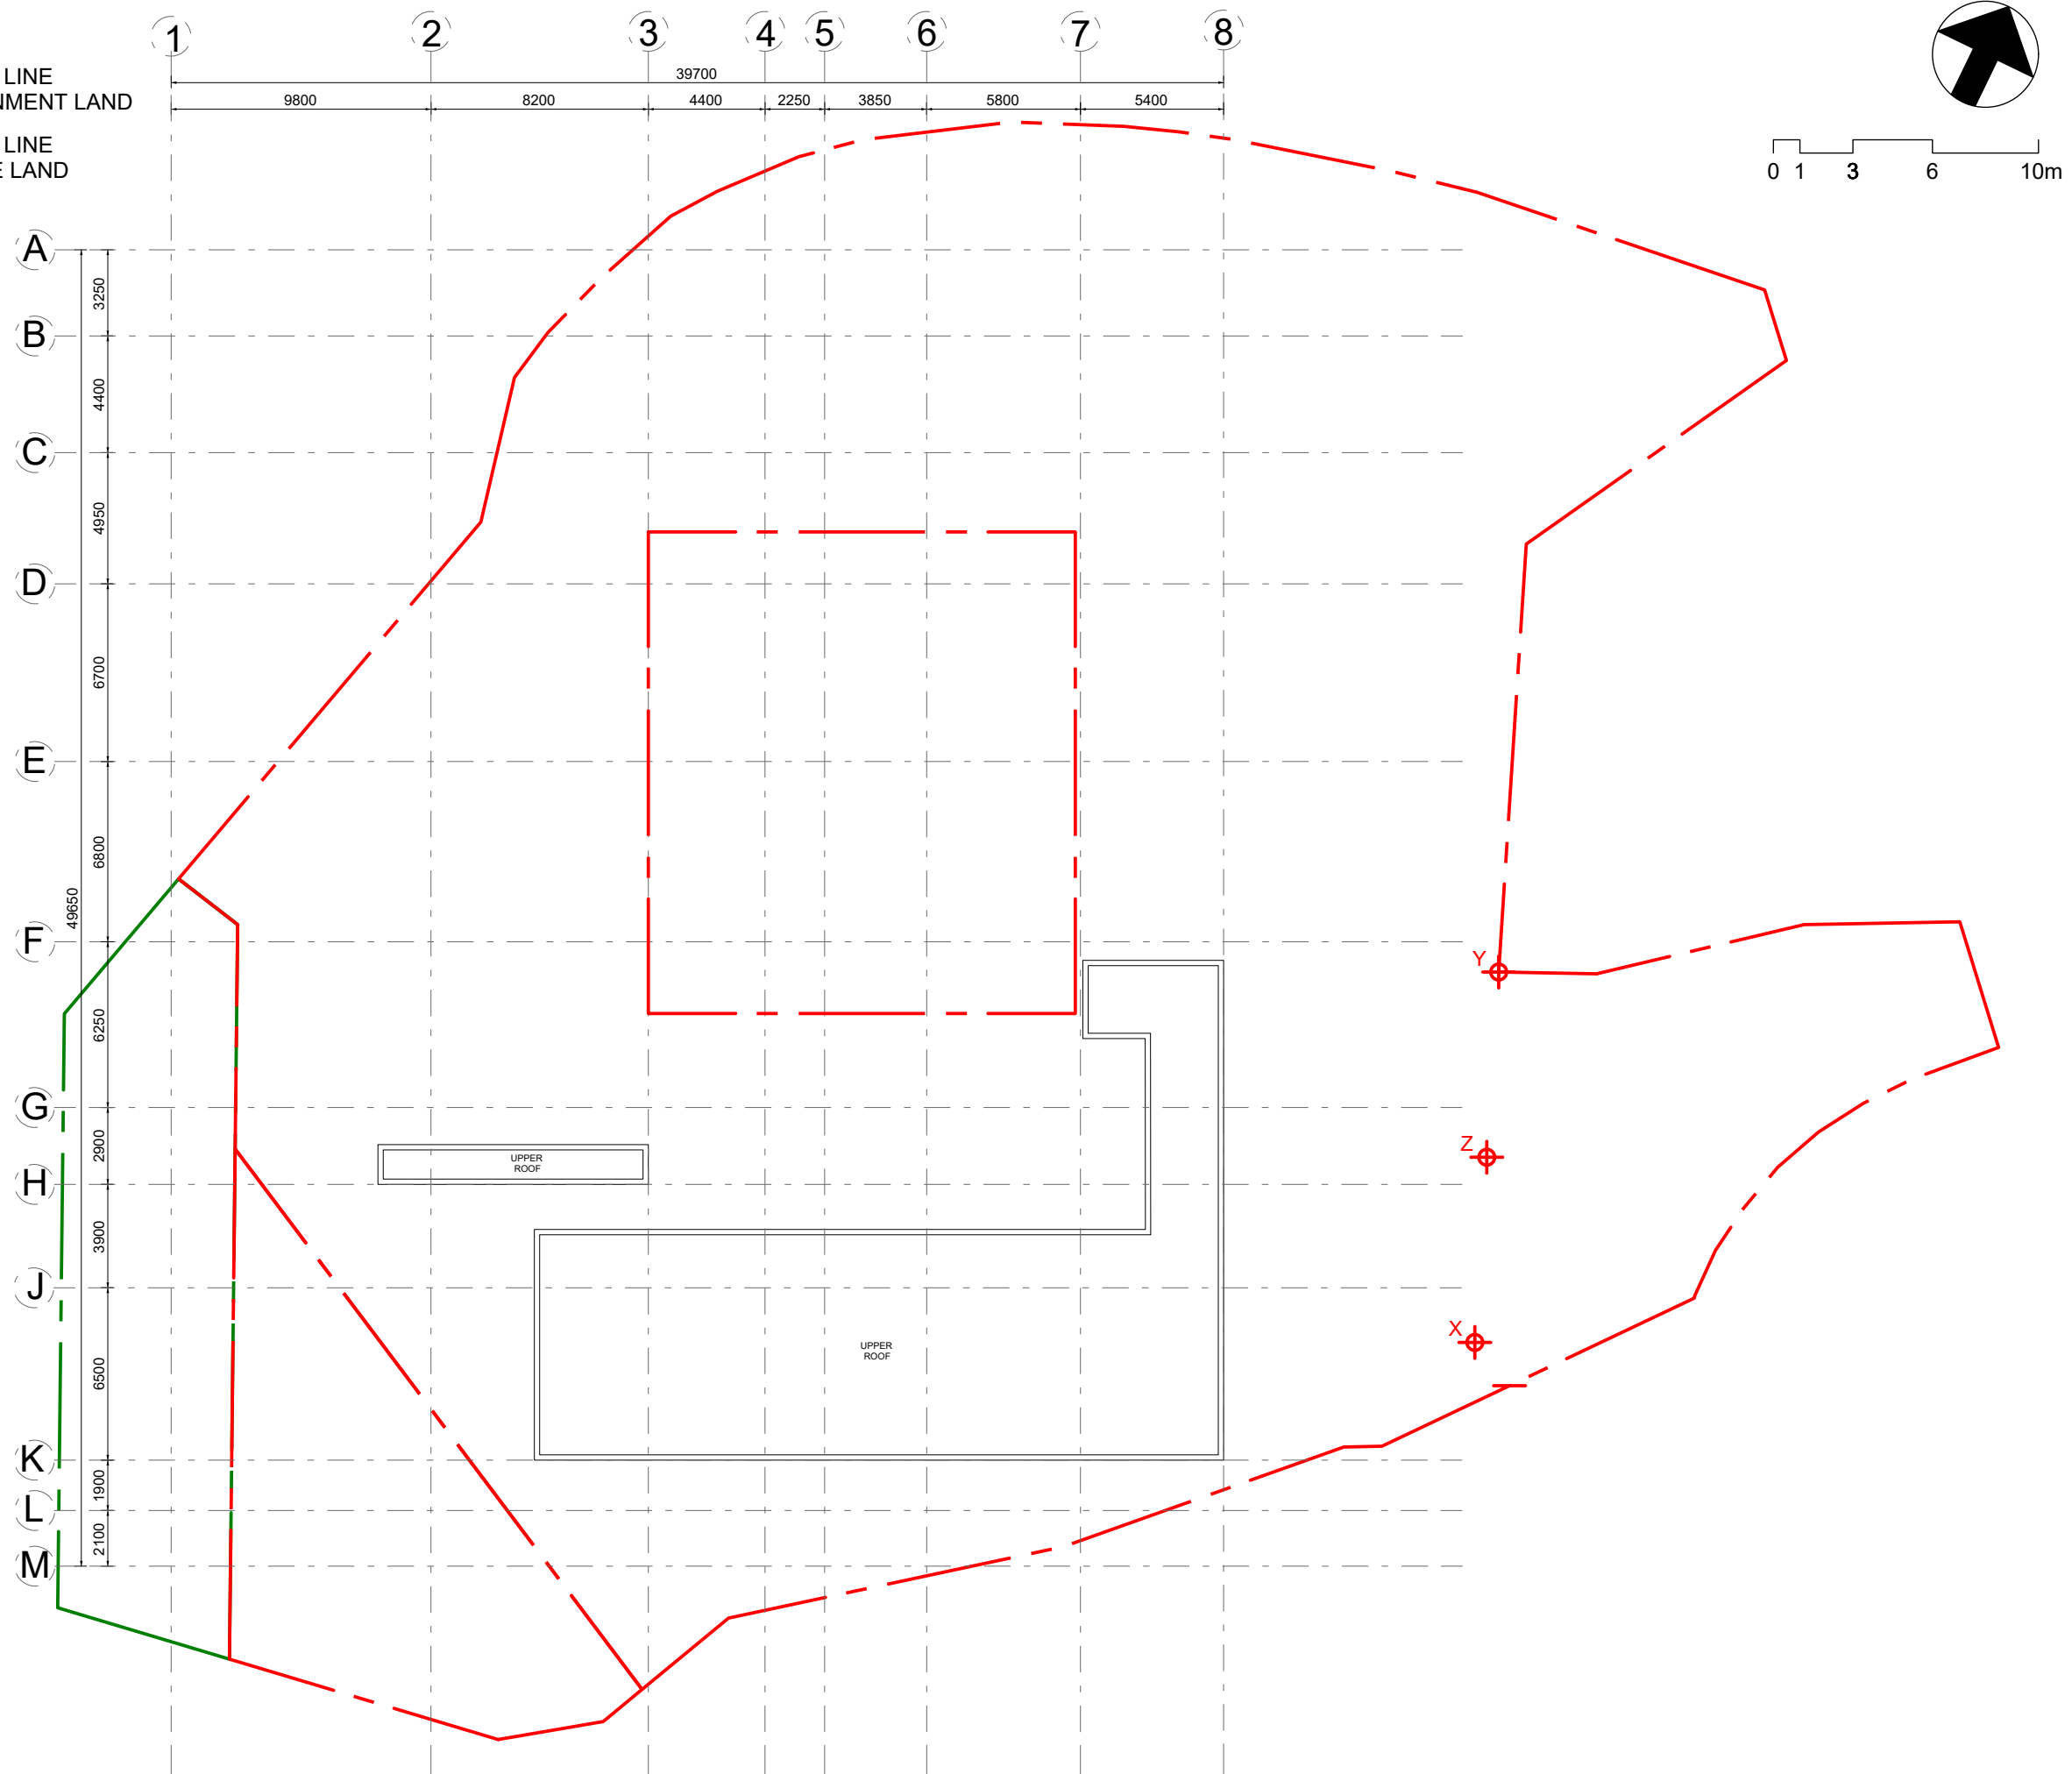 1 2 3 4 5 6 7 8
39700
9800 8200 4400 2250 3850 5800 5400
LINE
NMENT LAND
LINE
E LAND
0 1 3 6 10m
A
3250
B
4400
C
4950
D
6700
E
6800
49650
F
Y
6250
G
2900
Z
H
UPPER
ROOF
3900
J
X
UPPER
ROOF
6500
K
1900
L
2100
M